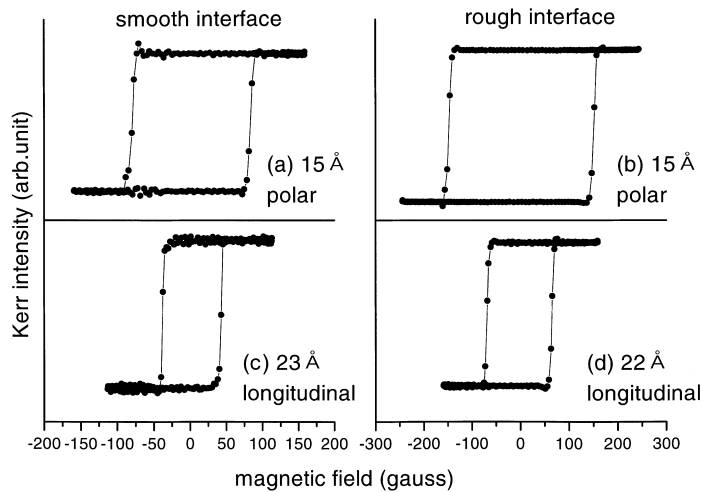 smooth interface
rough interface
Kerr intensity (arb.unit)
(a) 15 Å
polar
(b) 15 Å
polar
(c) 23 Å
longitudinal
(d) 22 Å
longitudinal
-200 -150 -100 -50 0 50 100 150 200
-300 -200 -100 0 100 200 300
magnetic field (gauss)